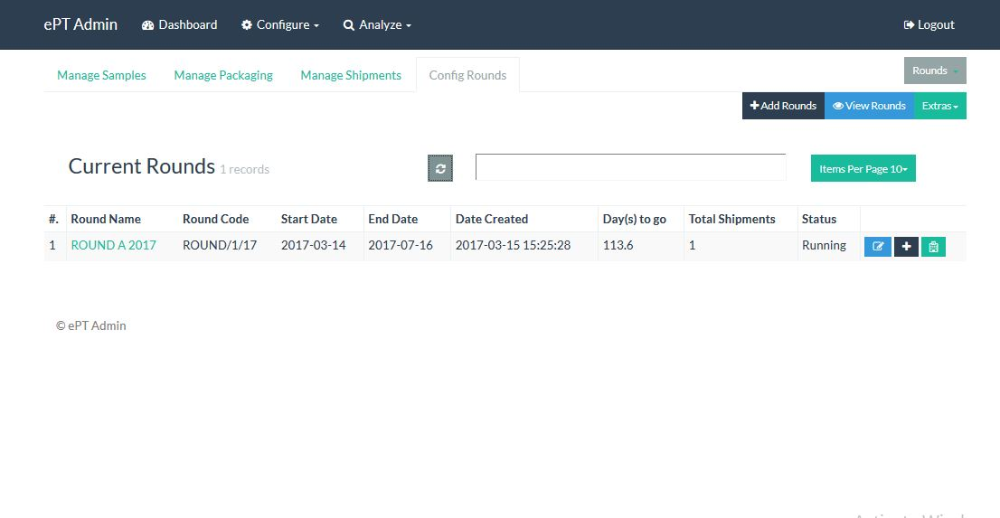 ePT Admin Dashboard Configure Analyze Logout
Manage Samples Manage Packaging Manage Shipments Config Rounds Rounds
Add Rounds View Rounds Extras
Current Rounds 1 records Items Per Page 10
#. Round Name Round Code Start Date End Date Date Created Day(s) to go Total Shipments Status
1 ROUND A 2017 ROUND/1/17 2017-03-14 2017-07-16 2017-03-15 15:25:28 113.6 1 Running
© ePT Admin